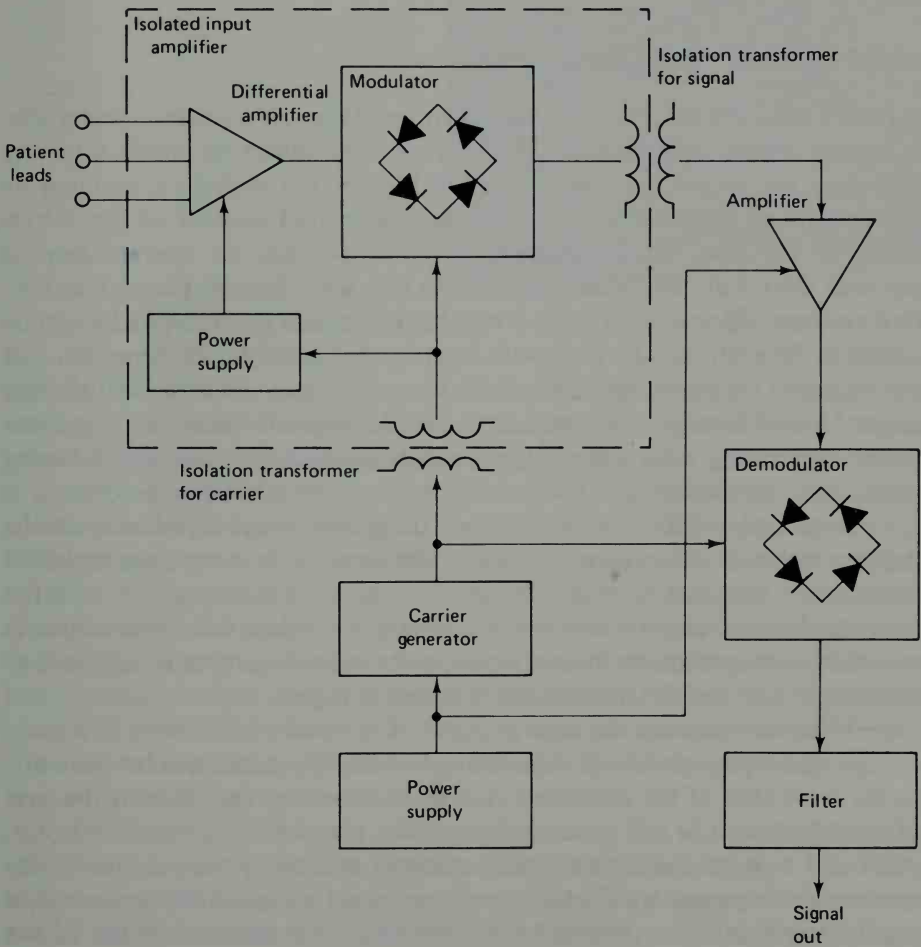 Isolated input
amplifier
Isolation transformer
for signal
Differential
amplifier
Modulator
Patient
leads
Amplifier
Power
supply
Isolation transformer
for carrier
Demodulator
Carrier
generator
Power
supply
Filter
Signal
out